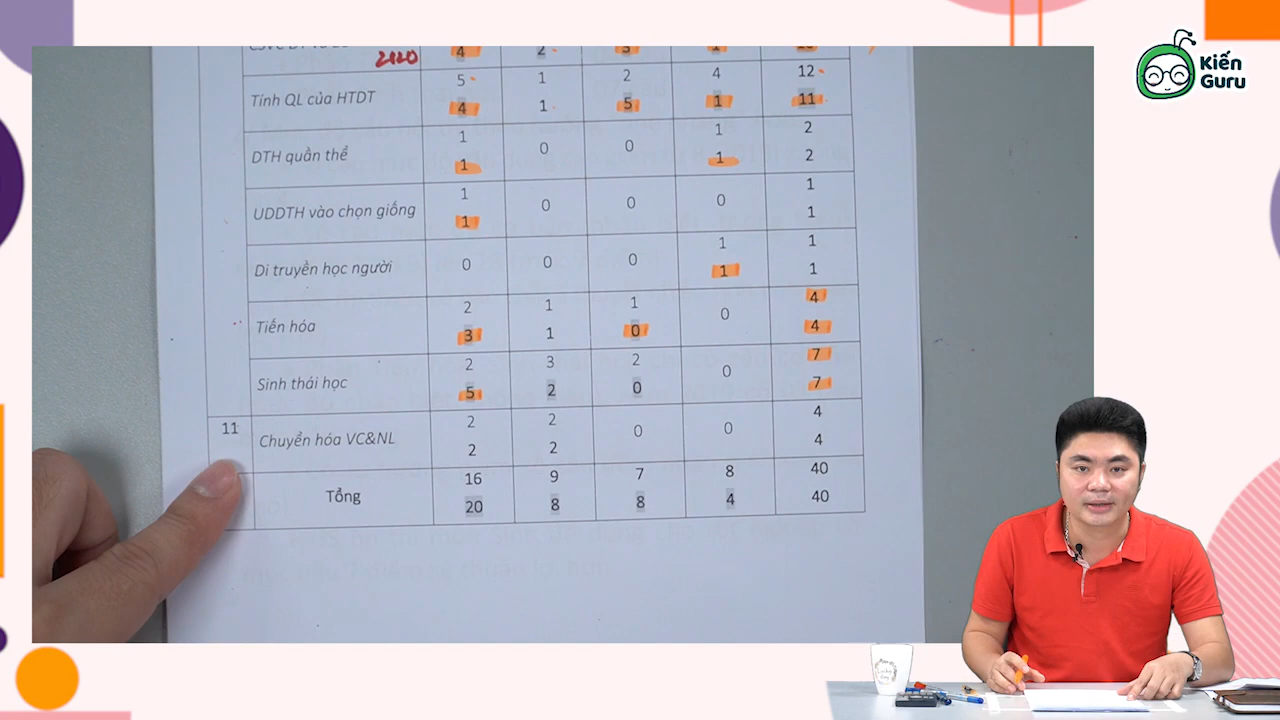 Kiến
Guru
2020 4 2 3 1
Tính QL của HTDT 5 1 2 4 12
4 1 5 1 11
DTH quần thể 1 0 0 1 2
1 1 2
UDDTH vào chọn giống 1 0 0 0 1
1 1
Di truyền học người 0 0 0 1 1
1 1
Tiến hóa 2 1 1 0 4
3 1 0 4
Sinh thái học 2 3 2 0 7
5 2 0 7
11 Chuyển hóa VC&NL 2 2 0 0 4
2 2 4
Tổng 16 9 7 8 40
20 8 8 4 40